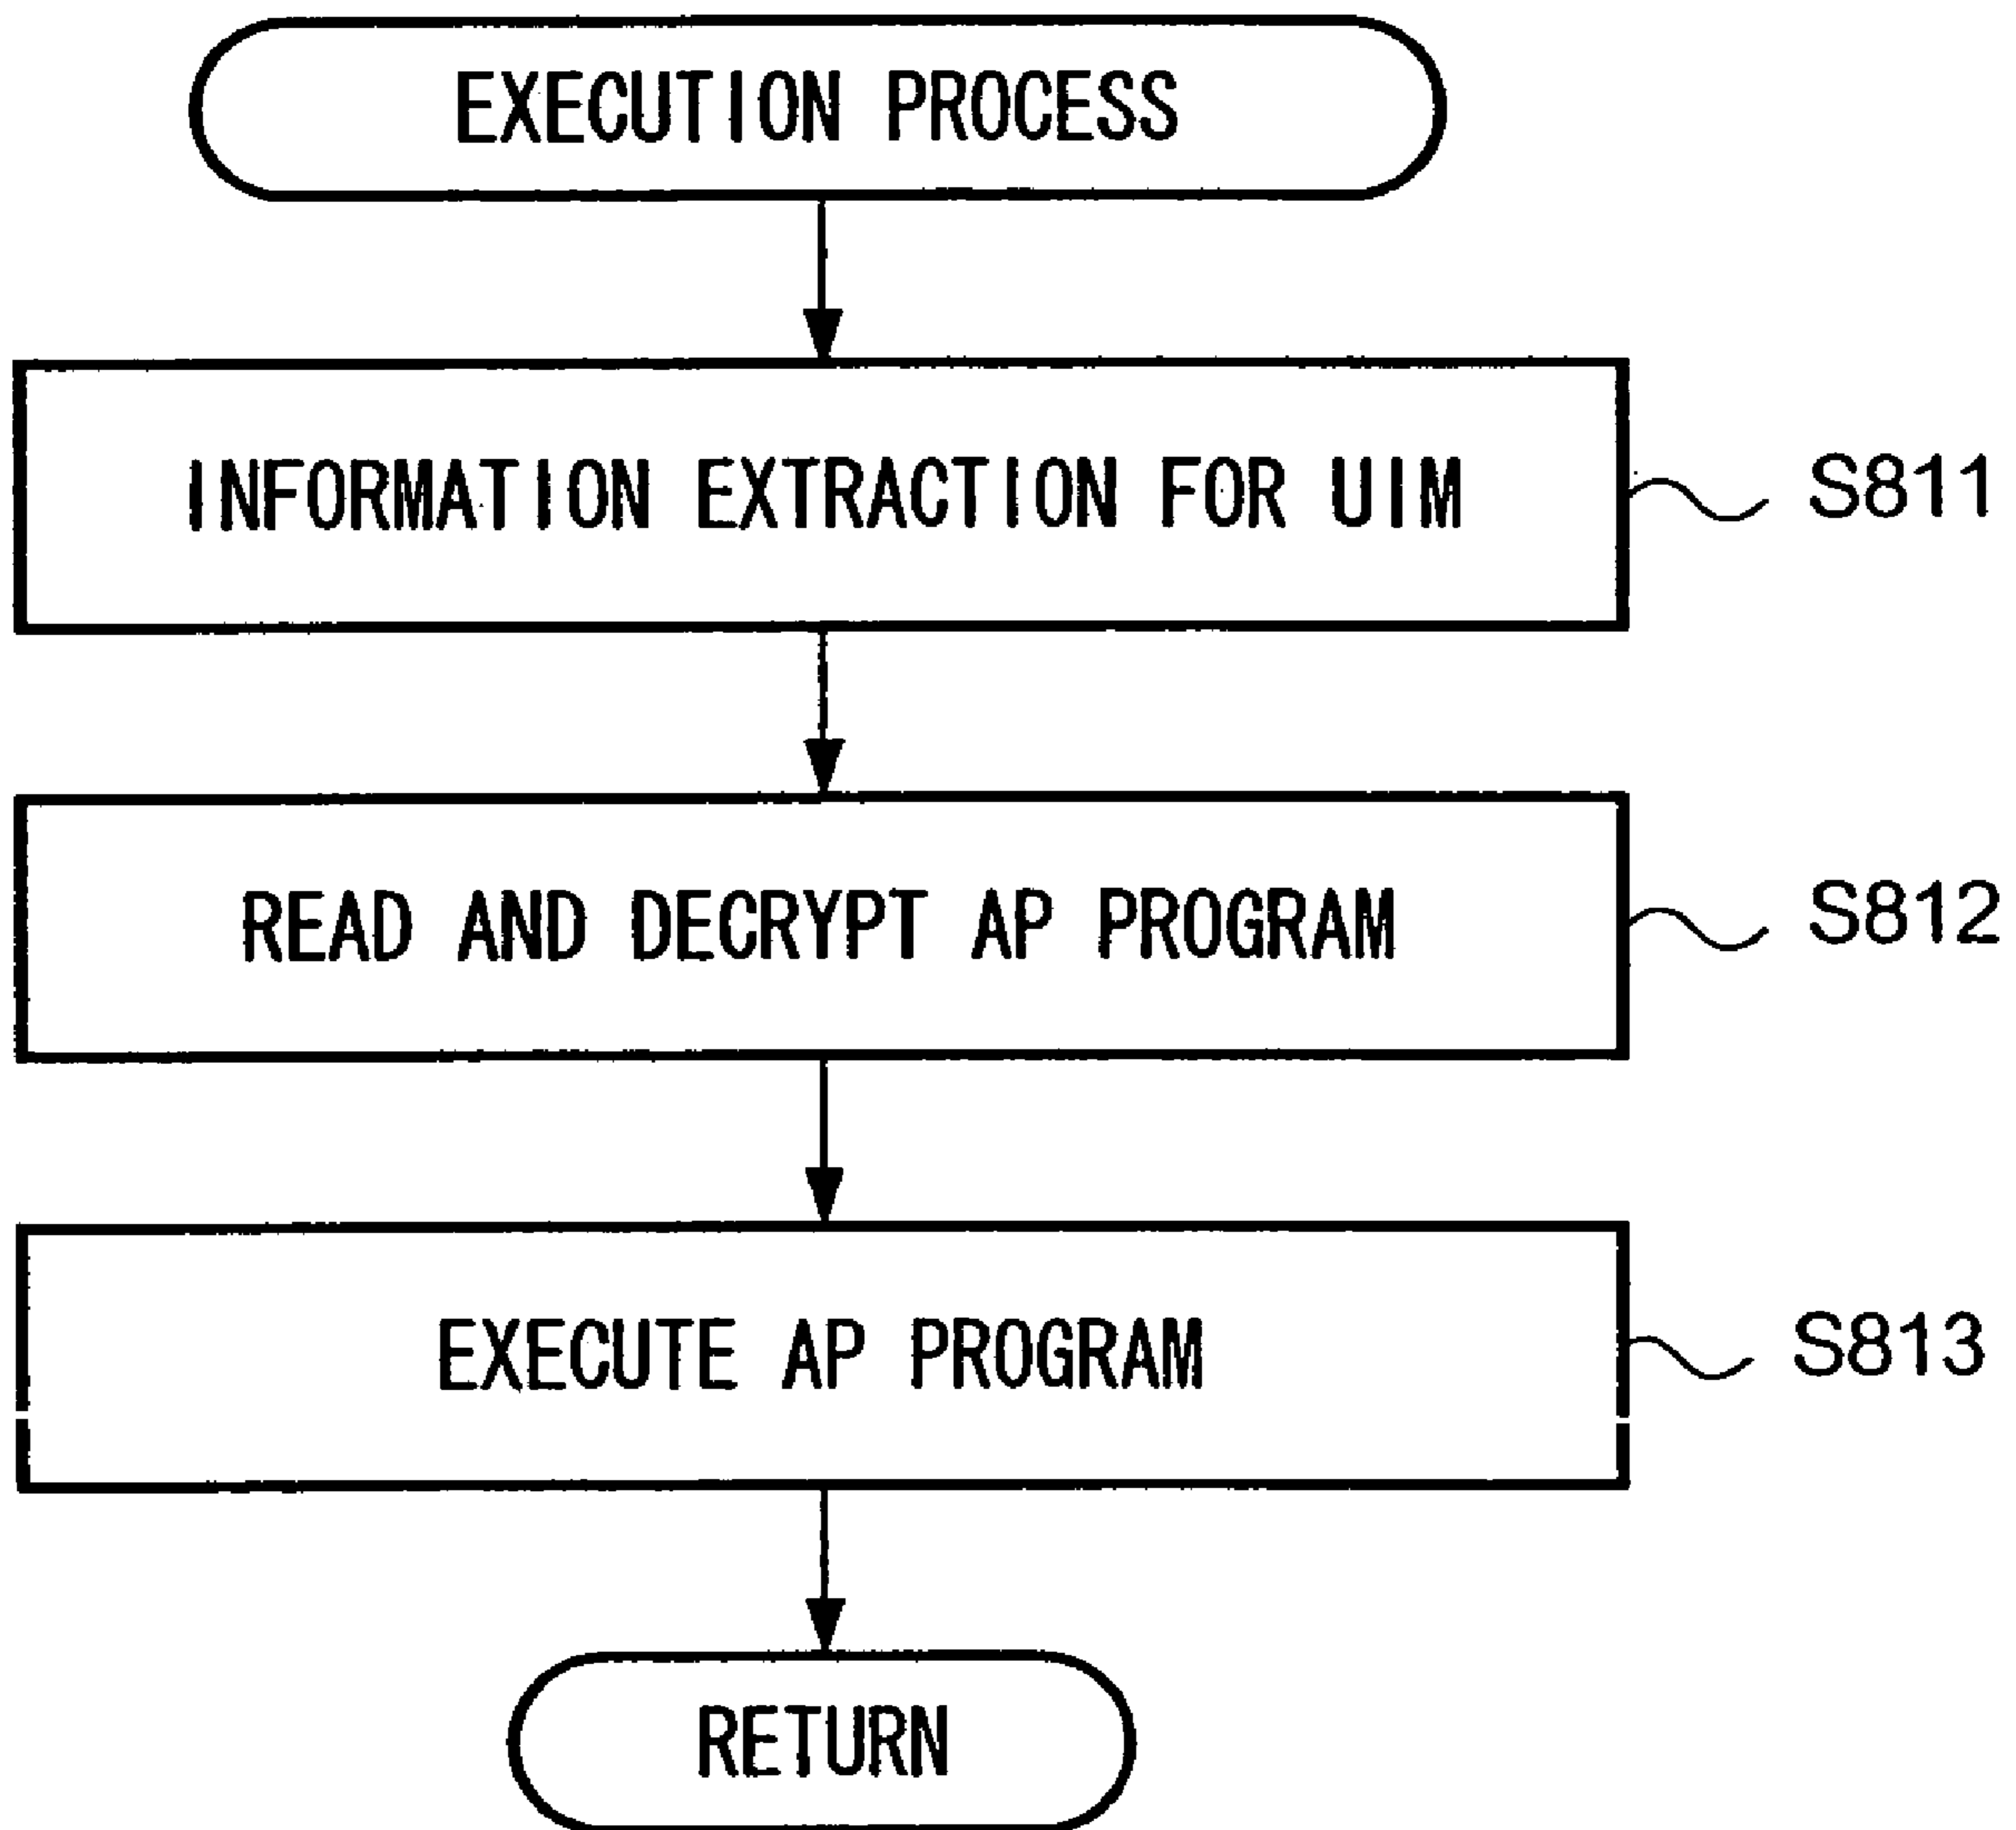 EXECUTION PROCESS
INFORMATION EXTRACTION FOR UIM
S811
READ AND DECRYPT AP PROGRAM
S812
EXECUTE AP PROGRAM
S813
RETURN